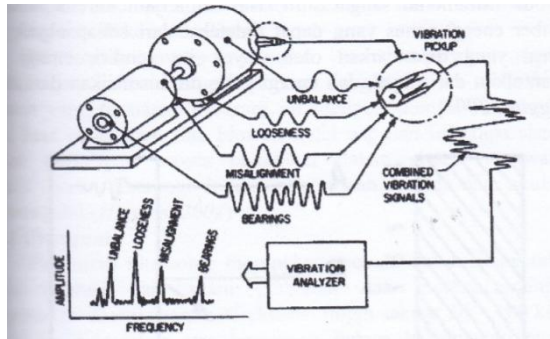 VIBRATION
PICKUP
UNBALANCE
LOOSENESS
MISALIGNMENT
BEARINGS
COMBINED
VIBRATION
SIGNALS
UNBALANCE
LOOSENESS
MISALIGNMENT
BEARINGS
AMPLITUDE
FREQUENCY
VIBRATION
ANALYZER